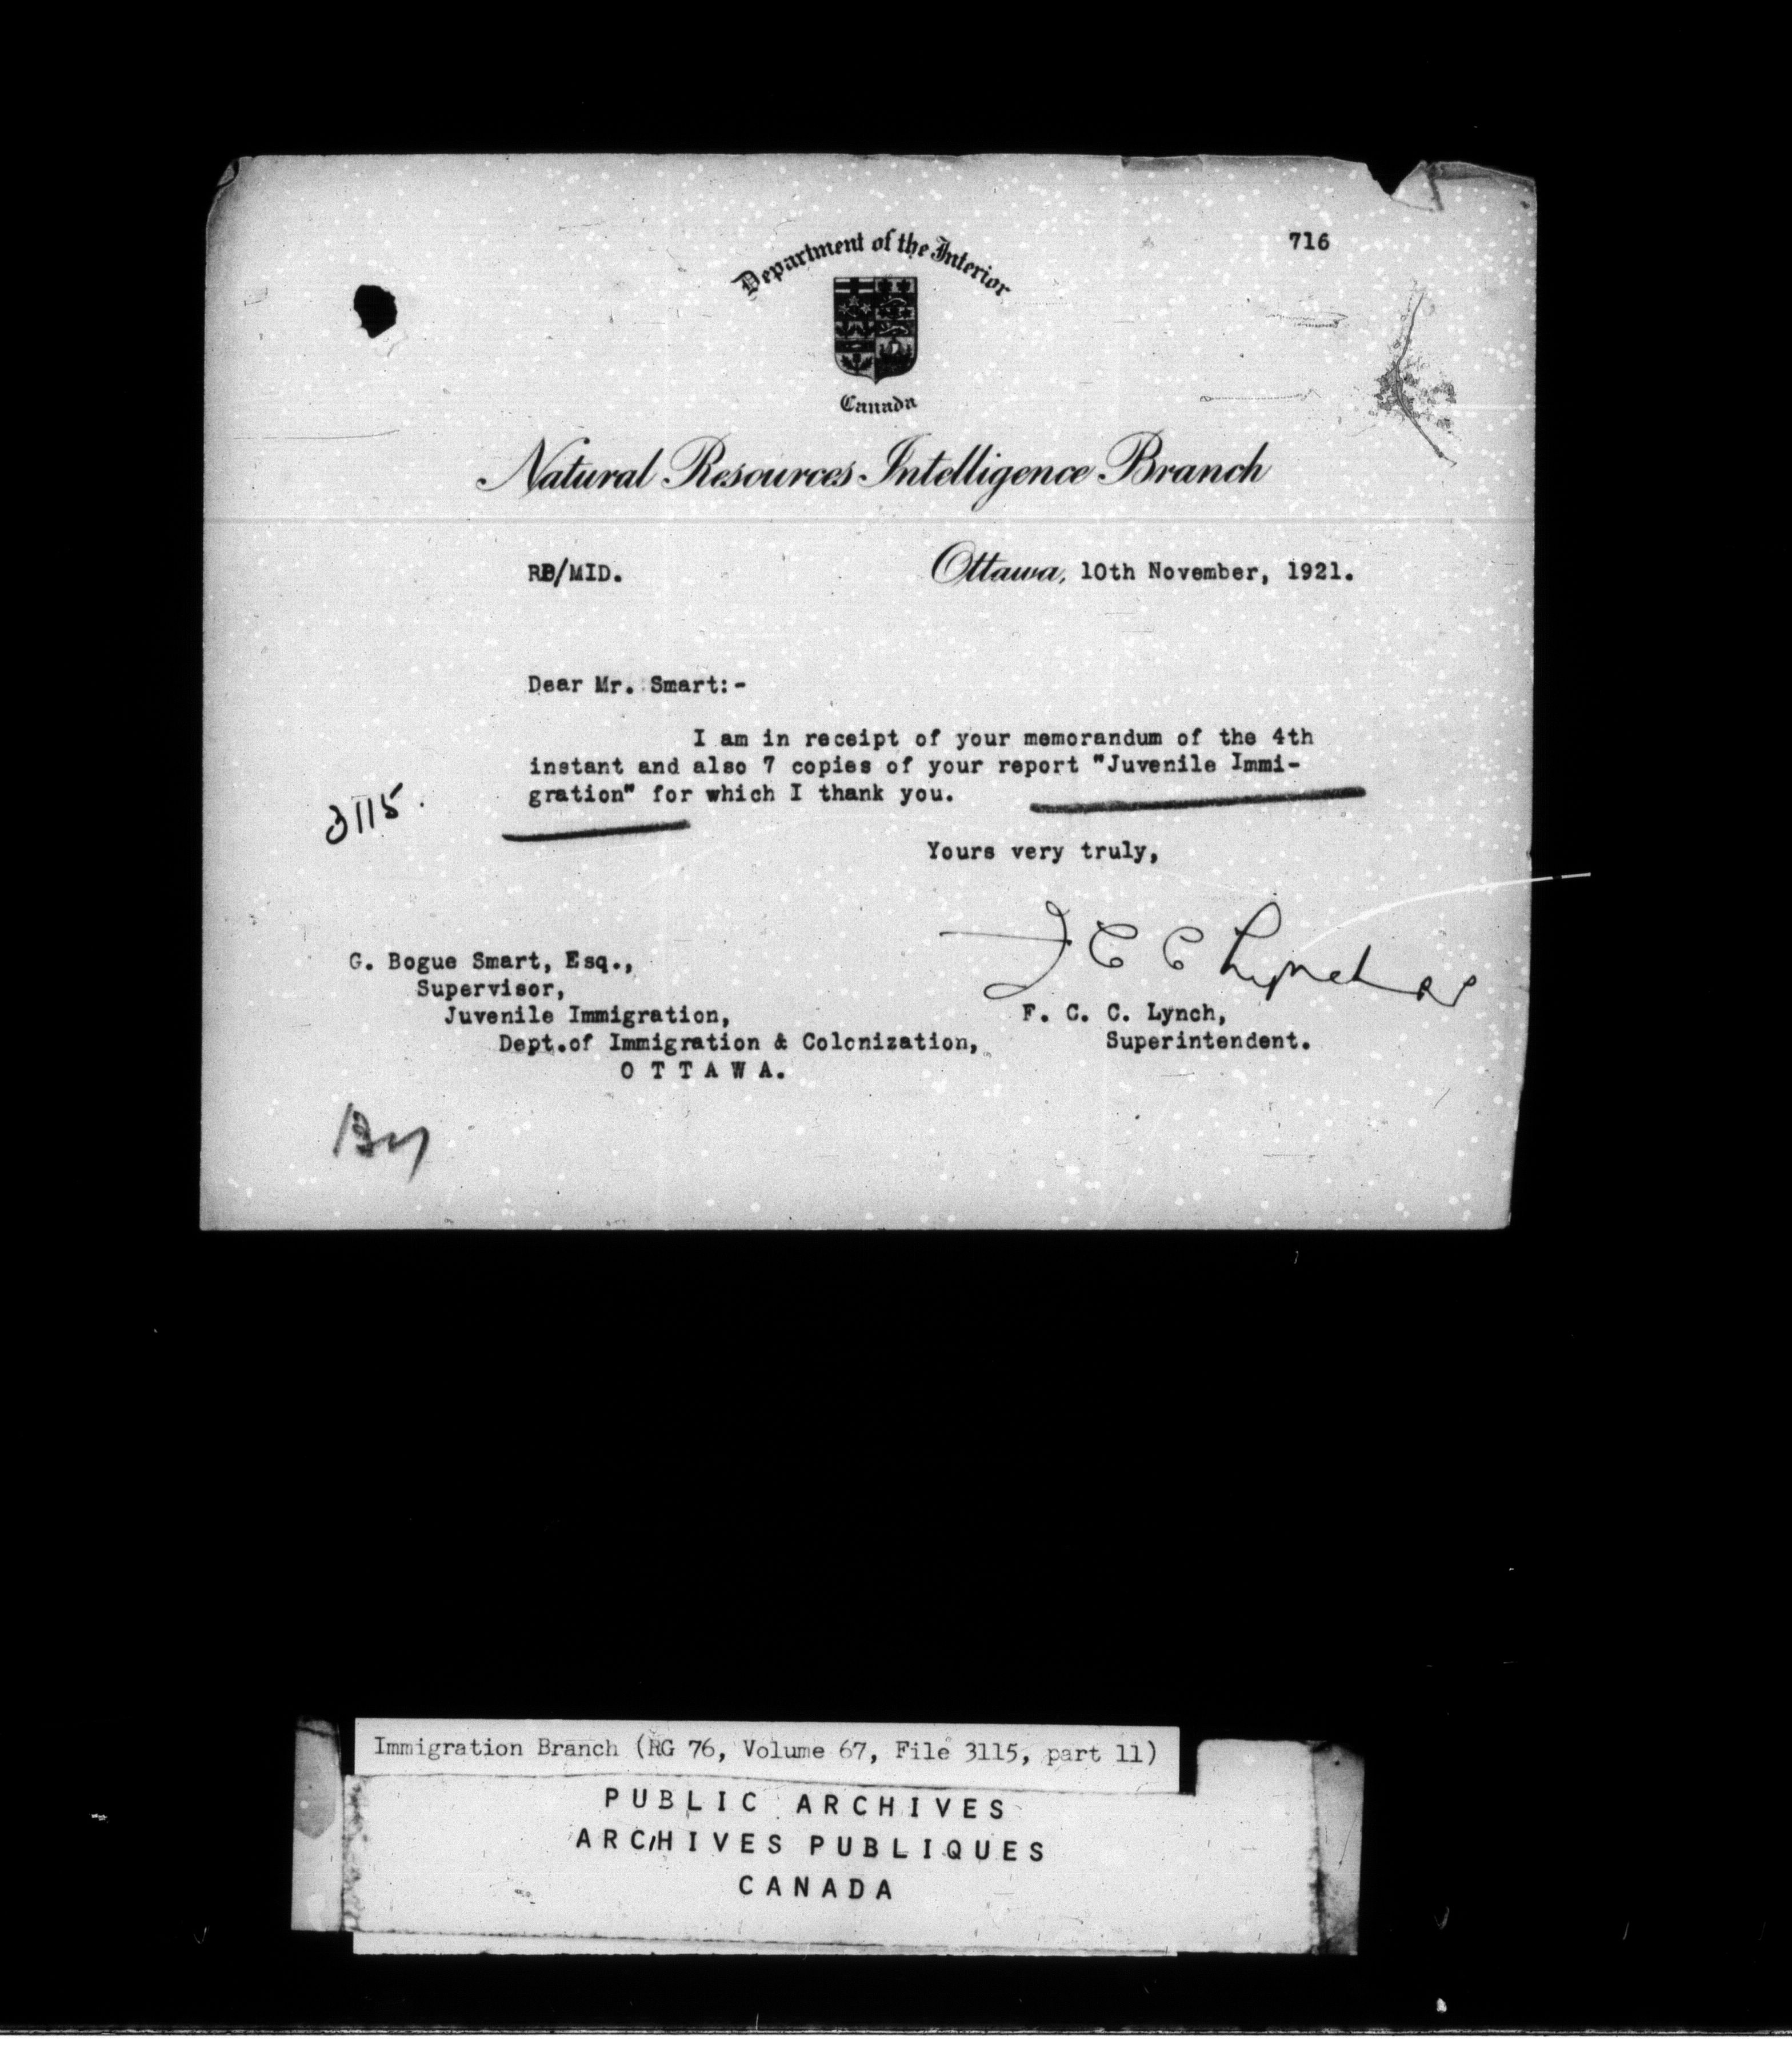 716
Department of the Interior
Canada
Natural Resources Intelligence Branch
RB/MID.
Ottawa, 10th November, 1921.
Dear Mr. Smart:-
I am in receipt of your memorandum of the 4th
instant and also 7 copies of your report "Juvenile Immi-
gration" for which I thank you.
3115.
Yours very truly,
F C C Lynch
G. Bogue Smart, Esq.,
Supervisor,
Juvenile Immigration,
Dept.of Immigration & Colonization,
O T T A W A.
F. C. C. Lynch,
Superintendent.
Immigration Branch (RG 76, Volume 67, File 3115, part 11)
PUBLIC ARCHIVES
ARCHIVES PUBLIQUES
CANADA